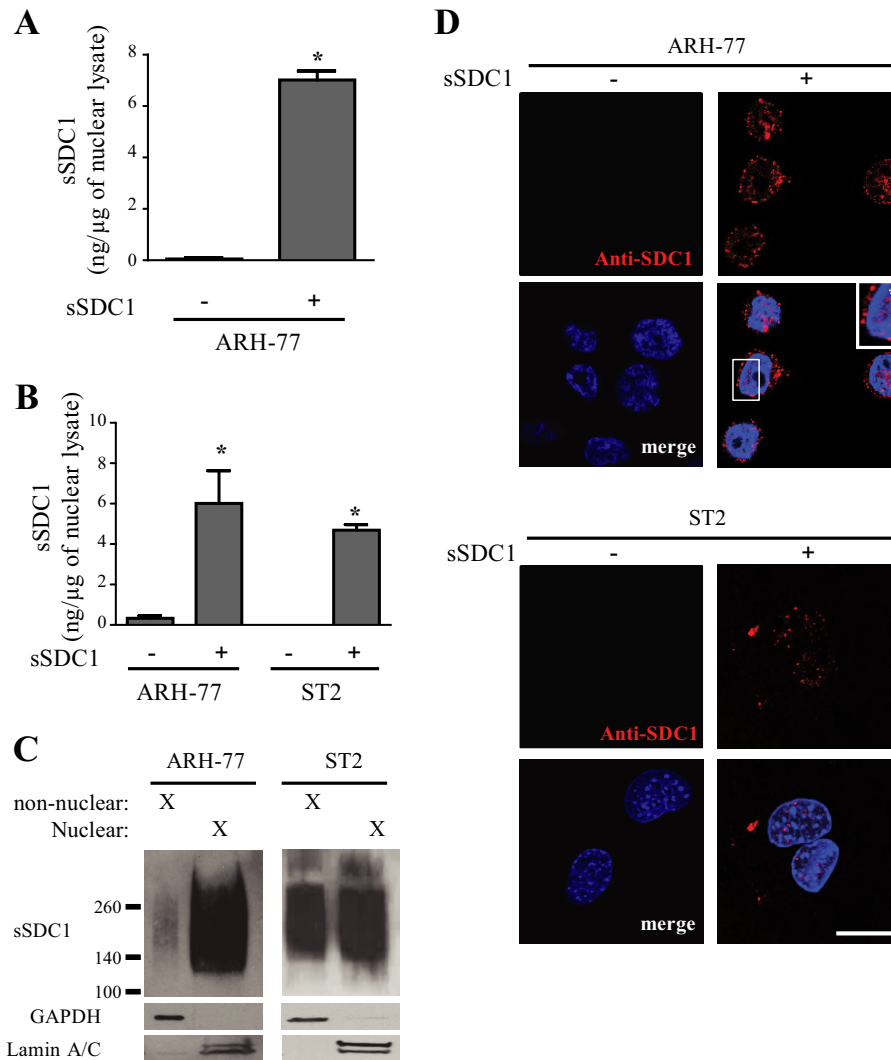 A
sSDC1
(ng/µg of nuclear lysate)
8
6
4
2
0
*
sSDC1
-
+
ARH-77
B
sSDC1
(ng/µg of nuclear lysate)
10
8
6
4
2
0
*
*
sSDC1
-
+
-
+
ARH-77
ST2
C
ARH-77
ST2
non-nuclear:
X
X
Nuclear:
X
X
sSDC1
260
140
100
GAPDH
Lamin A/C
D
ARH-77
sSDC1
-
+
Anti-SDC1
merge
ST2
sSDC1
-
+
Anti-SDC1
merge